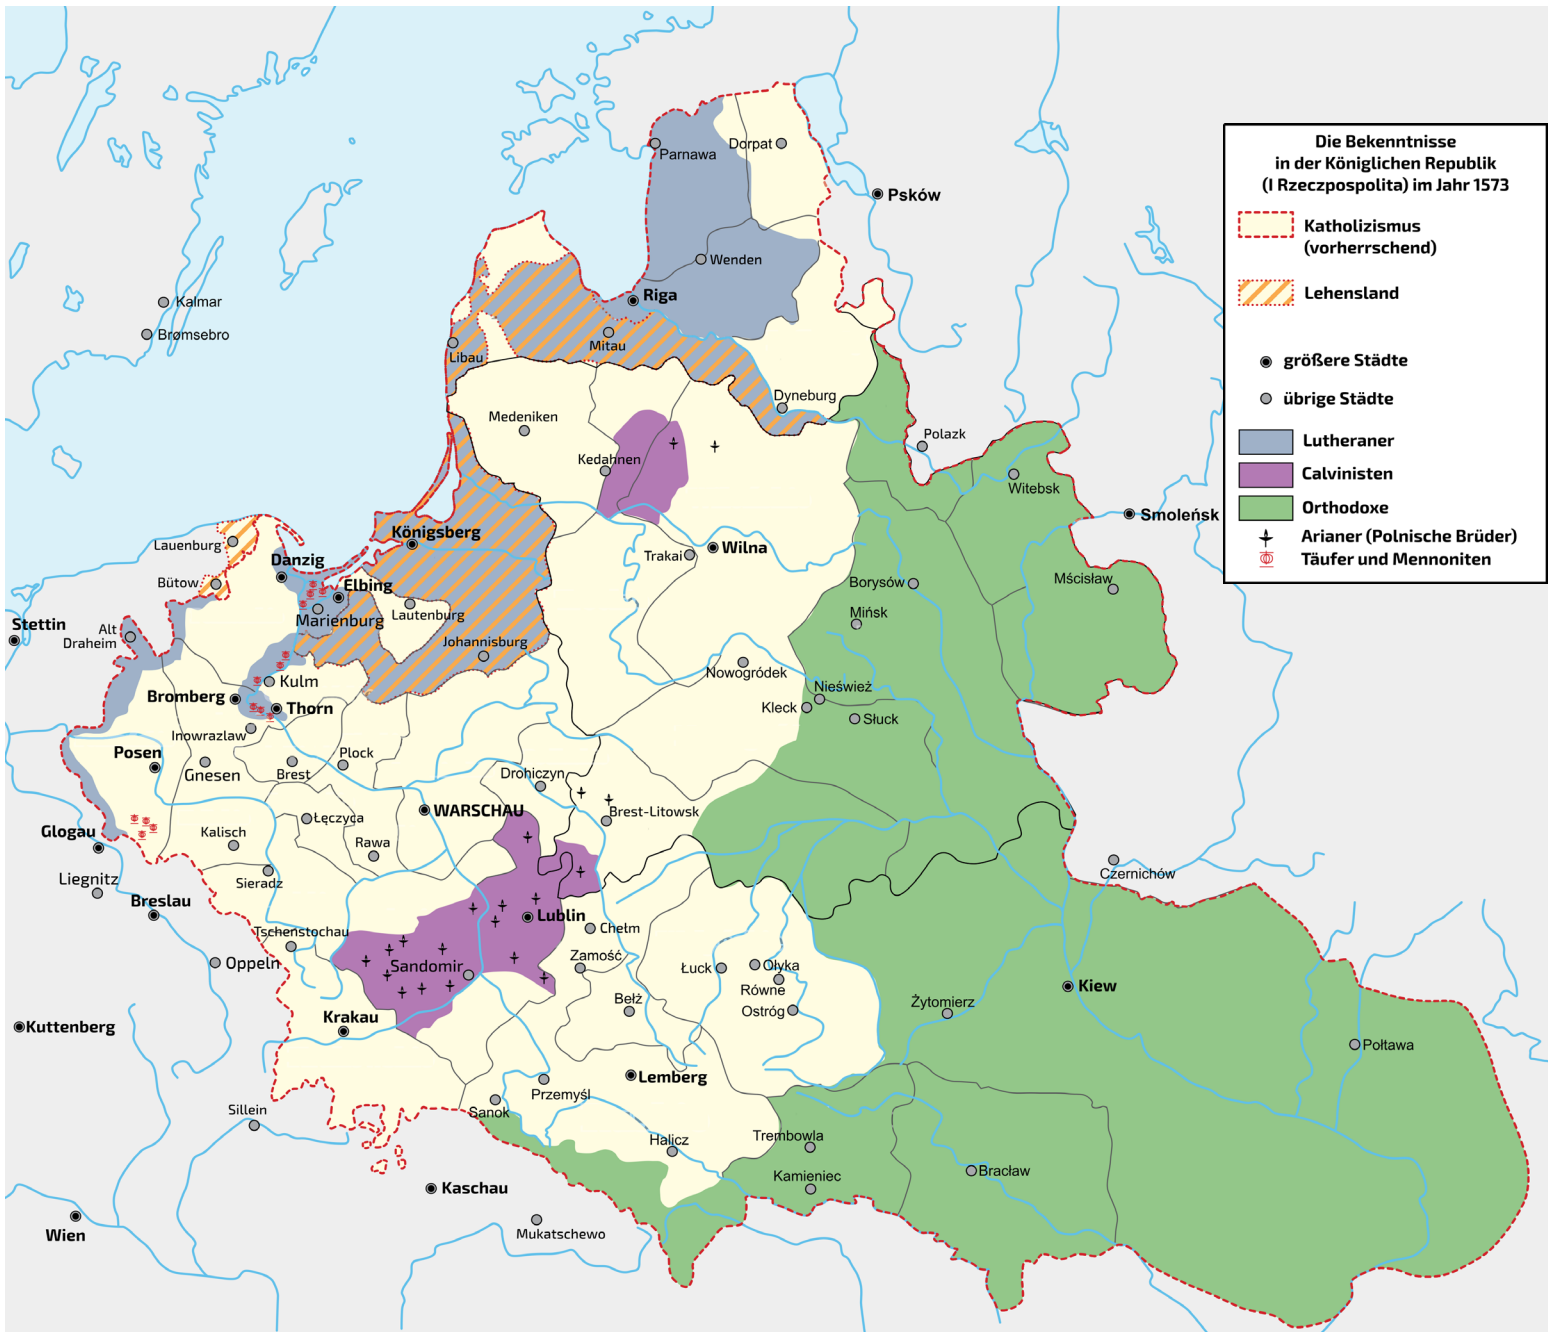 Die Bekenntnisse
in der Königlichen Republik
(I Rzeczpospolita) im Jahr 1573
Katholizismus
(vorherrschend)
Lehensland
größere Städte
übrige Städte
Lutheraner
Calvinisten
Orthodoxe
Arianer (Polnische Brüder)
Täufer und Mennoniten
Parnawa
Dorpat
Psków
Wenden
Riga
Kalmar
Brømsebro
Mitau
Libau
Dyneburg
Medeniken
Kedahnen
Polazk
Witebsk
Smoleńsk
Königsberg
Lauenburg
Danzig
Trakai
Wilna
Bütow
Elbing
Borysów
Mścisław
Marienburg
Lautenburg
Mińsk
Stettin
Alt
Draheim
Johannisburg
Nowogródek
Kulm
Nieśwież
Bromberg
Thorn
Kleck
Słuck
Inowrazlaw
Posen
Gnesen
Brest
Plock
Drohiczyn
WARSCHAU
Brest-Litowsk
Glogau
Kalisch
Łęczyca
Rawa
Sieradz
Liegnitz
Czernichów
Breslau
Lublin
Chełm
Tschenstochau
Zamość
Oppeln
Sandomir
Łuck
Ołyka
Równe
Ostróg
Bełż
Kiew
Żytomierz
Kuttenberg
Krakau
Połtawa
Lemberg
Przemyśl
Sanok
Sillein
Halicz
Trembowla
Kamieniec
Bracław
Kaschau
Mukatschewo
Wien